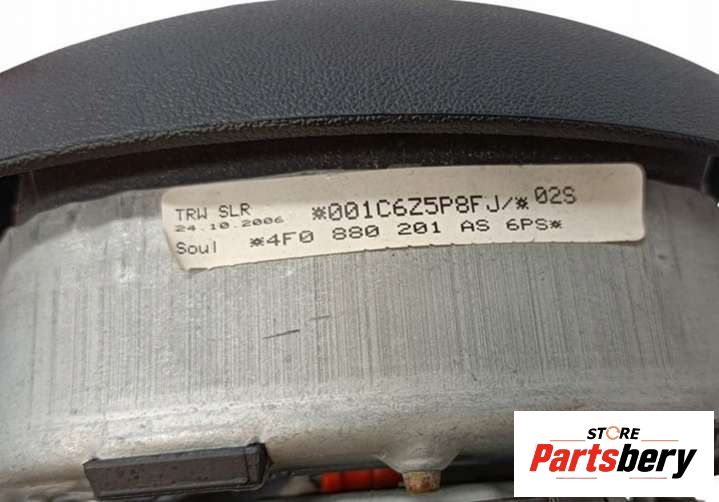 TRW SLR *001C6Z5P8FJ/* 02S
24.10.2006
Soul *4F0 880 201 AS 6PS*
STORE
Partsbery